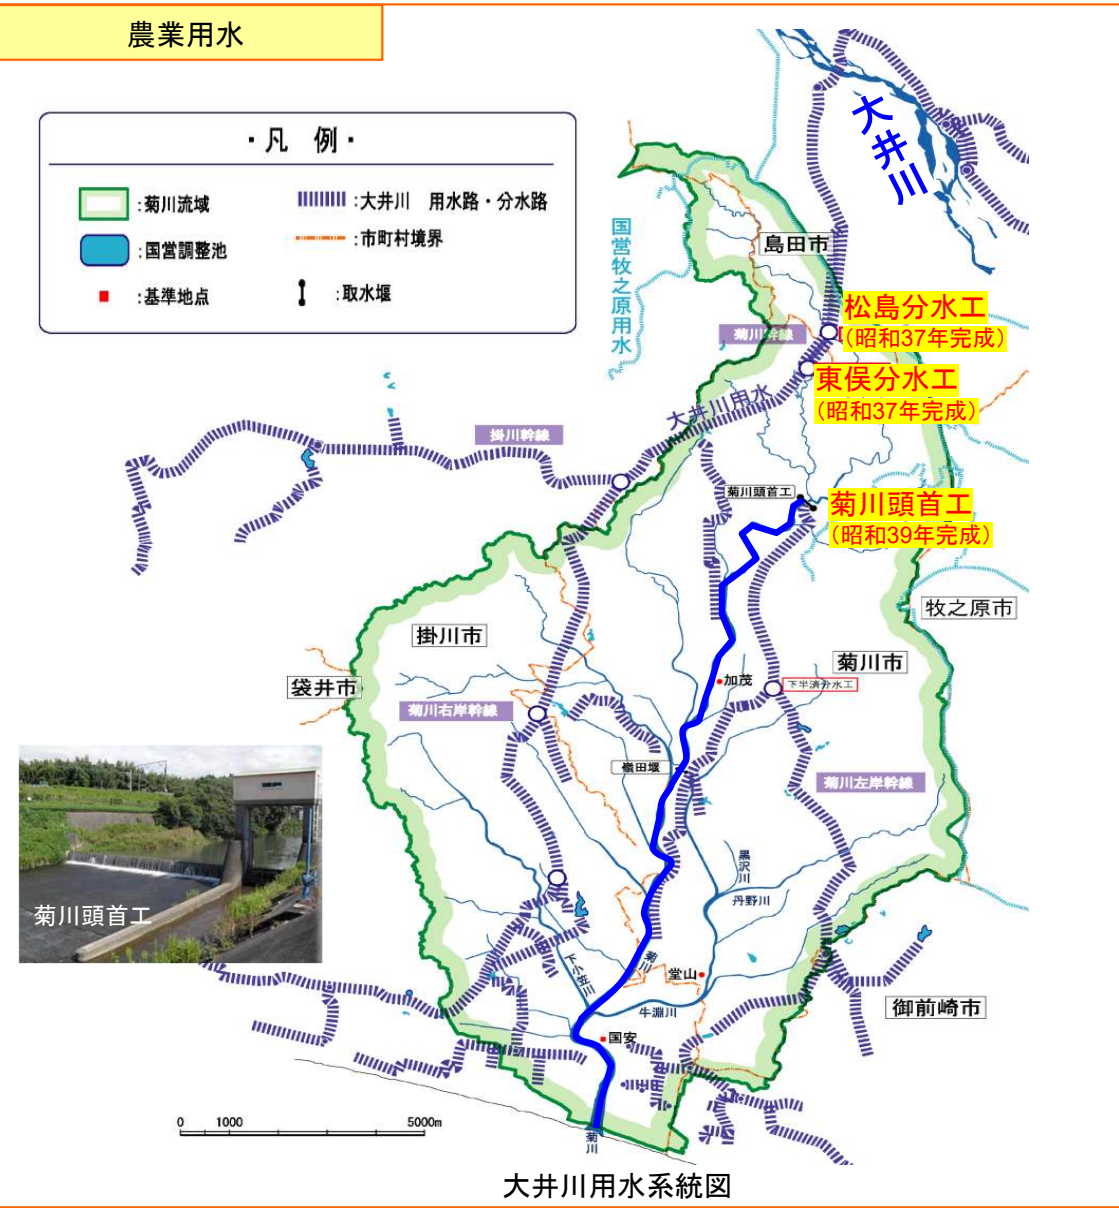 農業用水
・凡 例・
:菊川流域
:国営調整池
:基準地点
:大井川 用水路・分水路
:市町村境界
:取水堰
大井川
国営牧之原用水
島田市
松島分水工
（昭和37年完成）
菊川幹線
東俣分水工
（昭和37年完成）
大井川用水
掛川幹線
菊川頭首工
菊川頭首工
（昭和39年完成）
牧之原市
掛川市
菊川市
袋井市
加茂
下半済分水工
菊川右岸幹線
嶺田堰
菊川左岸幹線
黒沢川
丹野川
菊川頭首工
菊川
下小笠川
堂山
牛淵川
御前崎市
国安
0 1000 5000m
菊川
大井川用水系統図